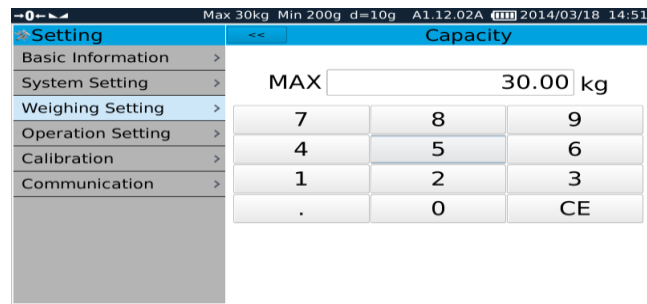 →0← Max 30kg Min 200g d=10g A1.12.02A 2014/03/18 14:51
Setting << Capacity
Basic Information >
System Setting >
Weighing Setting >
Operation Setting >
Calibration >
Communication >
MAX 30.00 kg
7 8 9
4 5 6
1 2 3
. 0 CE